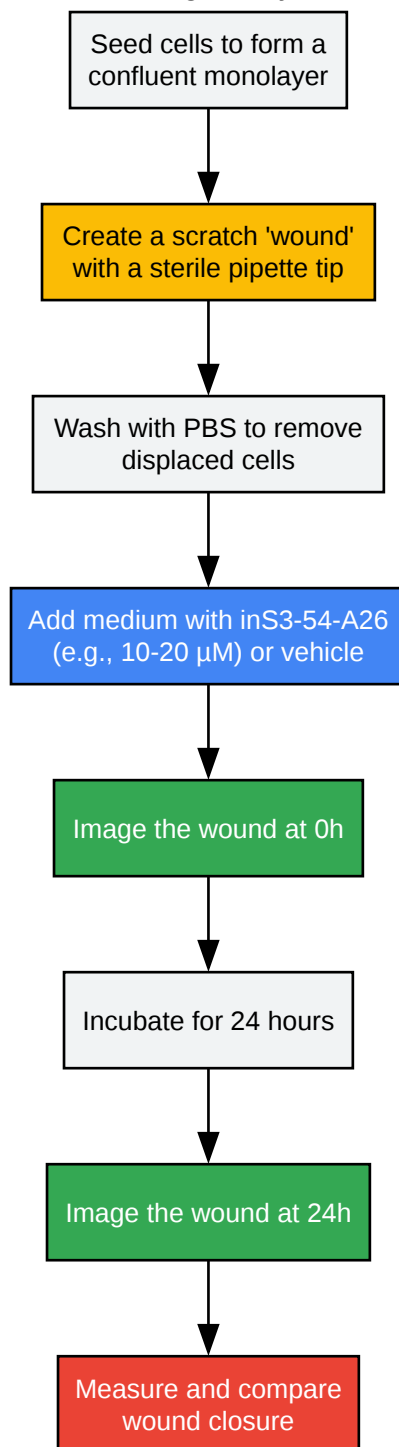 Seed cells to form a
confluent monolayer
Create a scratch 'wound'
with a sterile pipette tip
Wash with PBS to remove
displaced cells
Add medium with inS3-54-A26
(e.g., 10-20 µM) or vehicle
Image the wound at 0h
Incubate for 24 hours
Image the wound at 24h
Measure and compare
wound closure